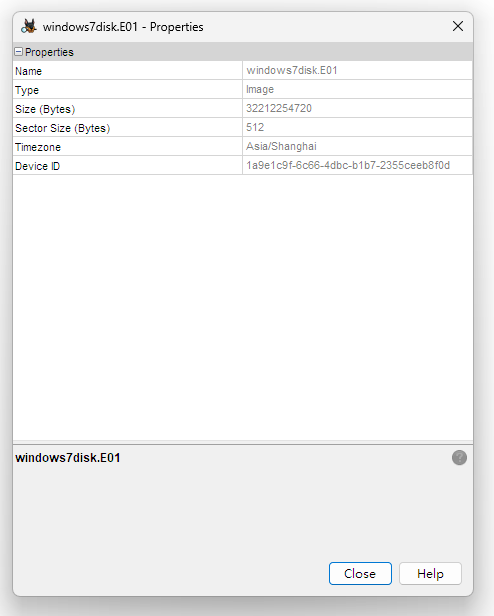 windows7disk.E01 - Properties
Properties
Name windows7disk.E01
Type Image
Size (Bytes) 32212254720
Sector Size (Bytes) 512
Timezone Asia/Shanghai
Device ID 1a9e1c9f-6c66-4dbc-b1b7-2355ceeb8f0d
windows7disk.E01
?
Close Help